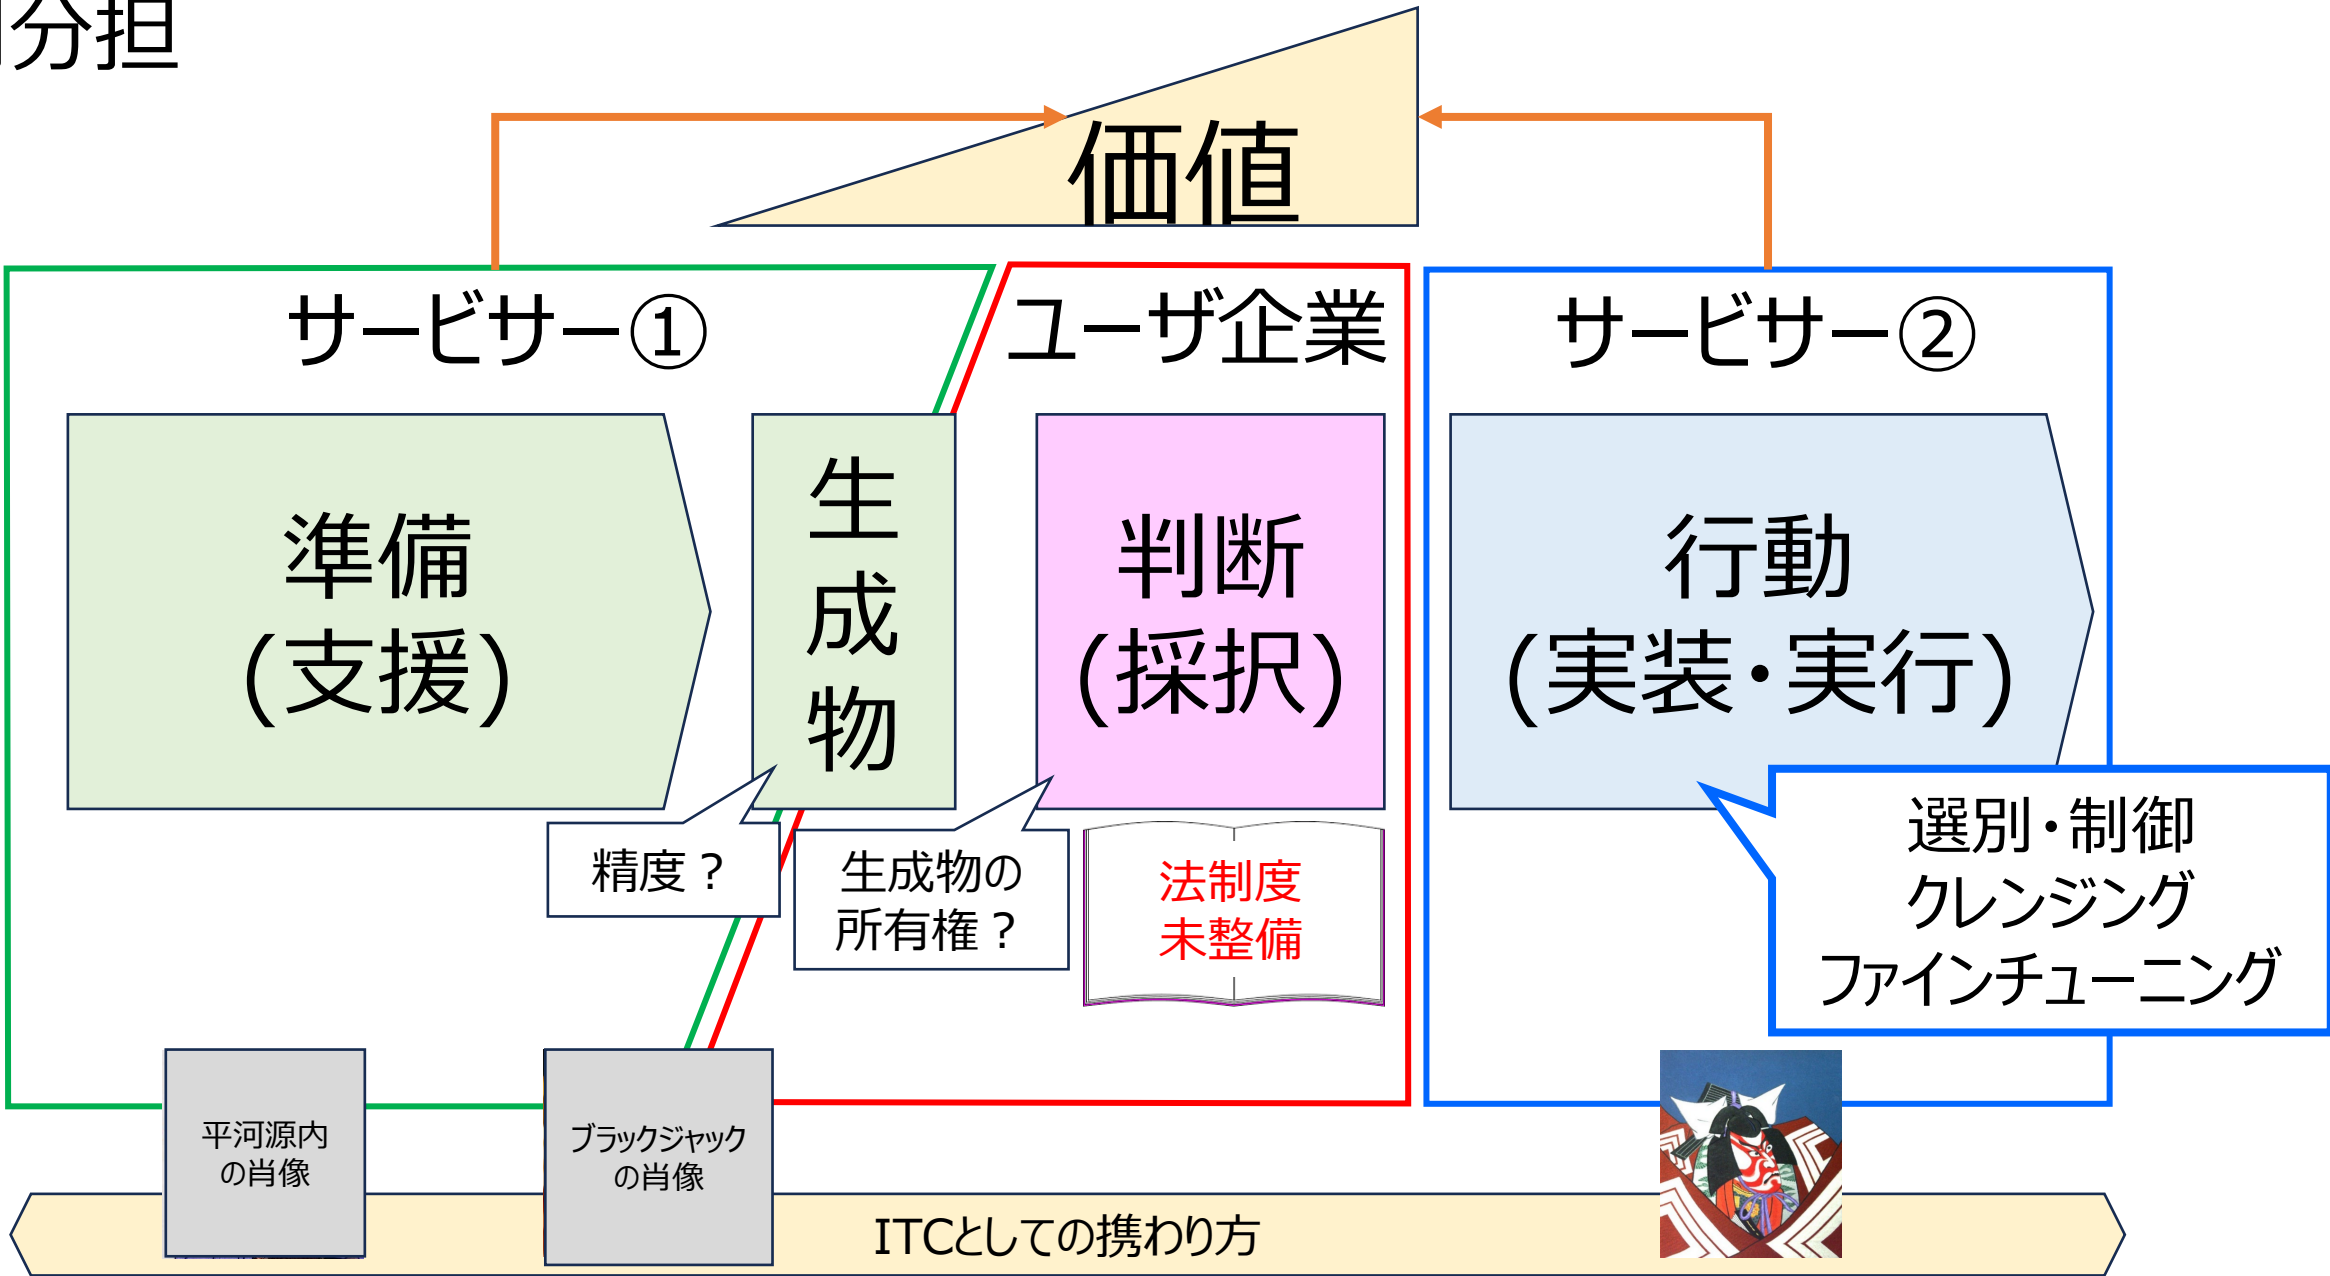 分担
価値
サービサー①
ユーザ企業
サービサー②
準備
(支援)
生
成
物
判断
(採択)
行動
(実装・実行)
精度？
生成物の
所有権？
法制度
未整備
選別・制御
クレンジング
ファインチューニング
平河源内
の肖像
ブラックジャック
の肖像
ITCとしての携わり方